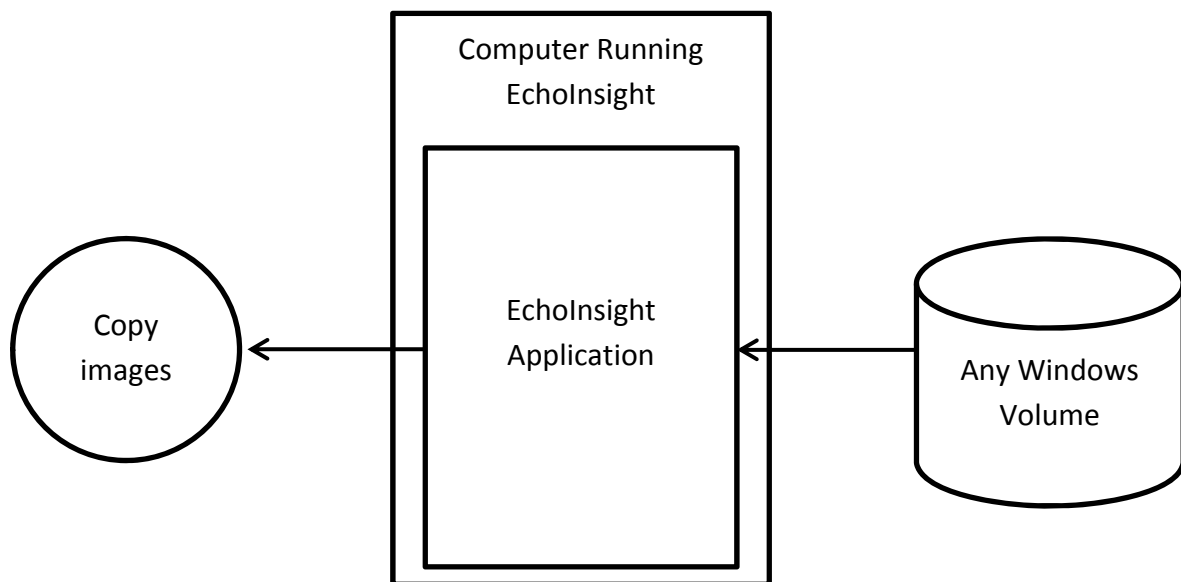 Computer Running
EchoInsight
Copy
images
EchoInsight
Application
Any Windows
Volume